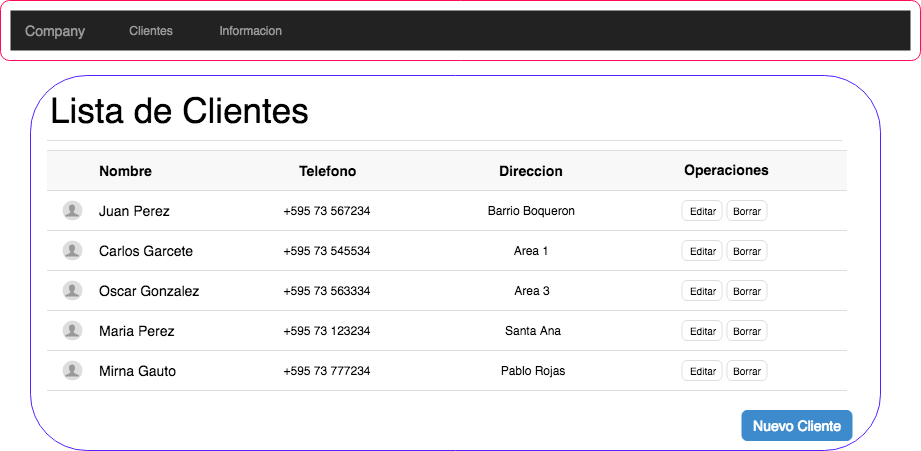 Company Clientes Informacion
Lista de Clientes
Nombre Telefono Direccion Operaciones
Juan Perez +595 73 567234 Barrio Boqueron Editar Borrar
Carlos Garcete +595 73 545534 Area 1 Editar Borrar
Oscar Gonzalez +595 73 563334 Area 3 Editar Borrar
Maria Perez +595 73 123234 Santa Ana Editar Borrar
Mirna Gauto +595 73 777234 Pablo Rojas Editar Borrar
Nuevo Cliente